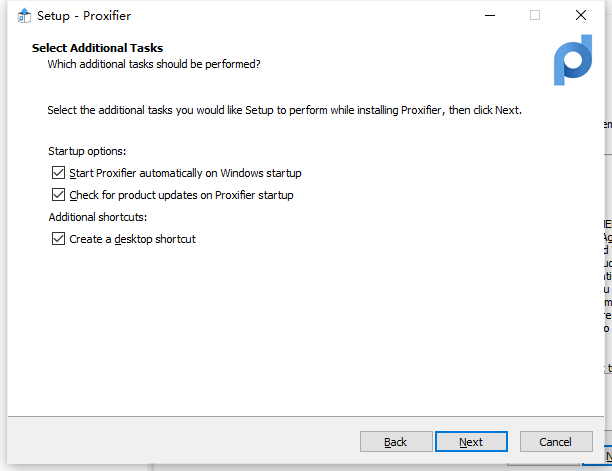 Setup - Proxifier
Select Additional Tasks
Which additional tasks should be performed?
Select the additional tasks you would like Setup to perform while installing Proxifier, then click Next.
Startup options:
Start Proxifier automatically on Windows startup
Check for product updates on Proxifier startup
Additional shortcuts:
Create a desktop shortcut
Back
Next
Cancel